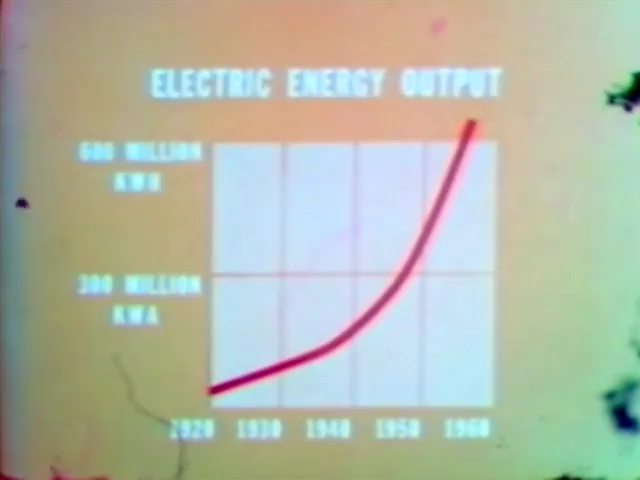 ELECTRIC ENERGY OUTPUT
600 MILLION
KWH
300 MILLION
KWA
1920 1930 1940 1950 1960